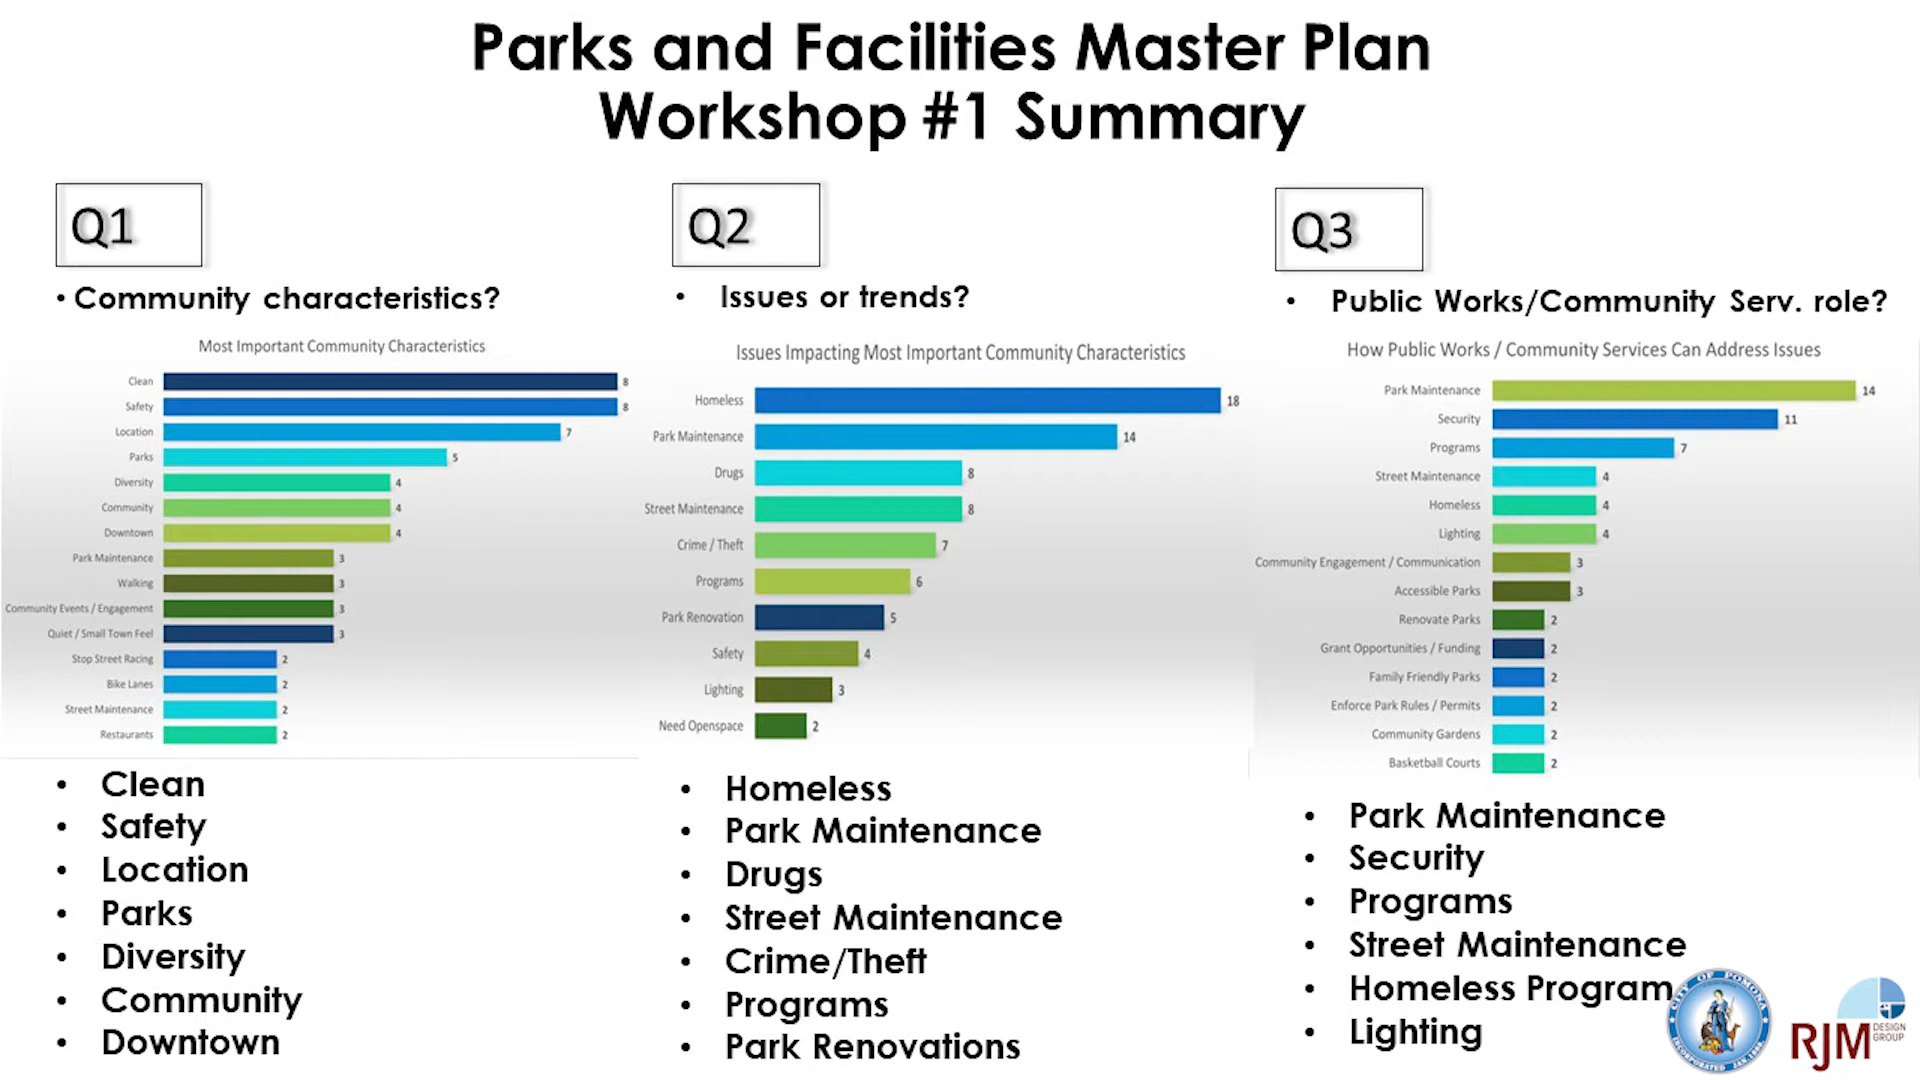 Parks and Facilities Master Plan
Workshop #1 Summary
Q1
• Community characteristics?
Most Important Community Characteristics
Clean 8
Safety 8
Location 7
Parks 5
Diversity 4
Community 4
Downtown 4
Park Maintenance 3
Walking 3
Community Events / Engagement 3
Quiet / Small Town Feel 3
Stop Street Racing 2
Bike Lanes 2
Street Maintenance 2
Restaurants 2
• Clean
• Safety
• Location
• Parks
• Diversity
• Community
• Downtown
Q2
• Issues or trends?
Issues Impacting Most Important Community Characteristics
Homeless 18
Park Maintenance 14
Drugs 8
Street Maintenance 8
Crime / Theft 7
Programs 6
Park Renovation 5
Safety 4
Lighting 3
Need Openspace 2
• Homeless
• Park Maintenance
• Drugs
• Street Maintenance
• Crime/Theft
• Programs
• Park Renovations
Q3
• Public Works/Community Serv. role?
How Public Works / Community Services Can Address Issues
Park Maintenance 14
Security 11
Programs 7
Street Maintenance 4
Homeless 4
Lighting 4
Community Engagement / Communication 3
Accessible Parks 3
Renovate Parks 2
Grant Opportunities / Funding 2
Family Friendly Parks 2
Enforce Park Rules / Permits 2
Community Gardens 2
Basketball Courts 2
• Park Maintenance
• Security
• Programs
• Street Maintenance
• Homeless Program
• Lighting
CITY OF POMONA
INCORPORATED JAN. 1888
RJM
DESIGN
GROUP